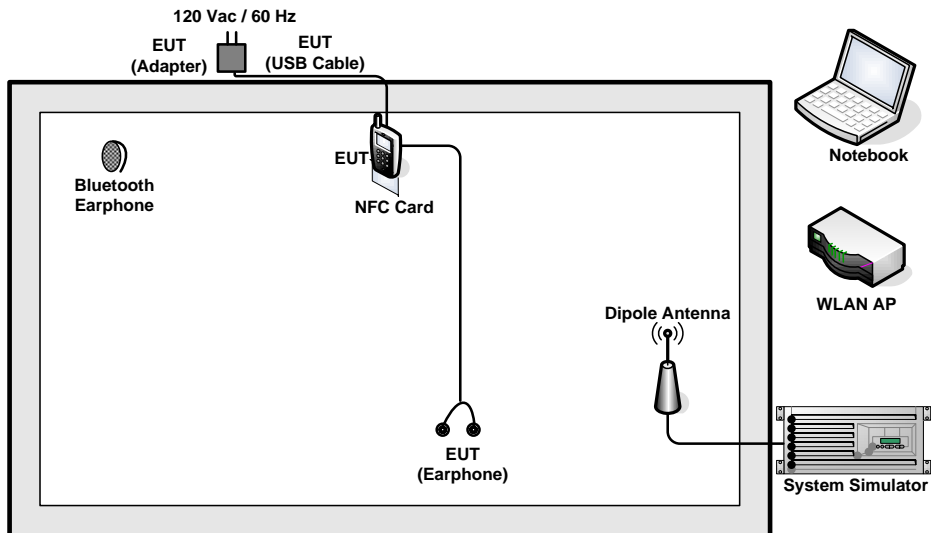 120 Vac / 60 Hz
EUT
(Adapter)
EUT
(USB Cable)
Bluetooth
Earphone
EUT
NFC Card
Notebook
WLAN AP
Dipole Antenna
EUT
(Earphone)
System Simulator